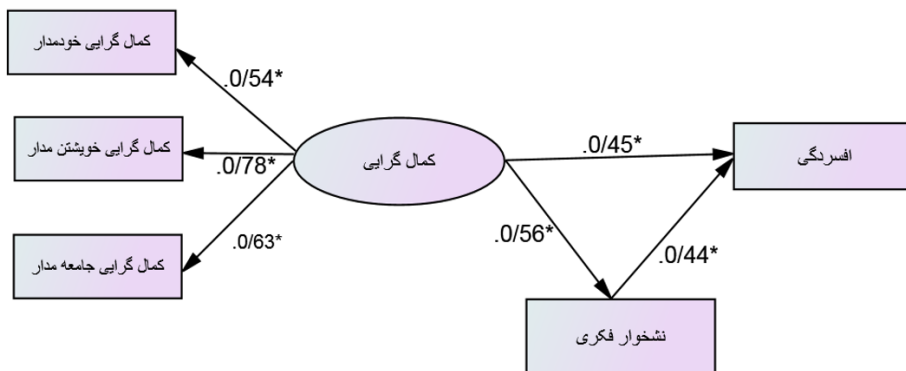 کمال گرایی خودمدار
.0/54*
کمال گرایی خویشتن مدار
.0/78*
کمال گرایی جامعه مدار
.0/63*
کمال گرایی
.0/45*
افسردگی
.0/56*
.0/44*
نشخوار فکری